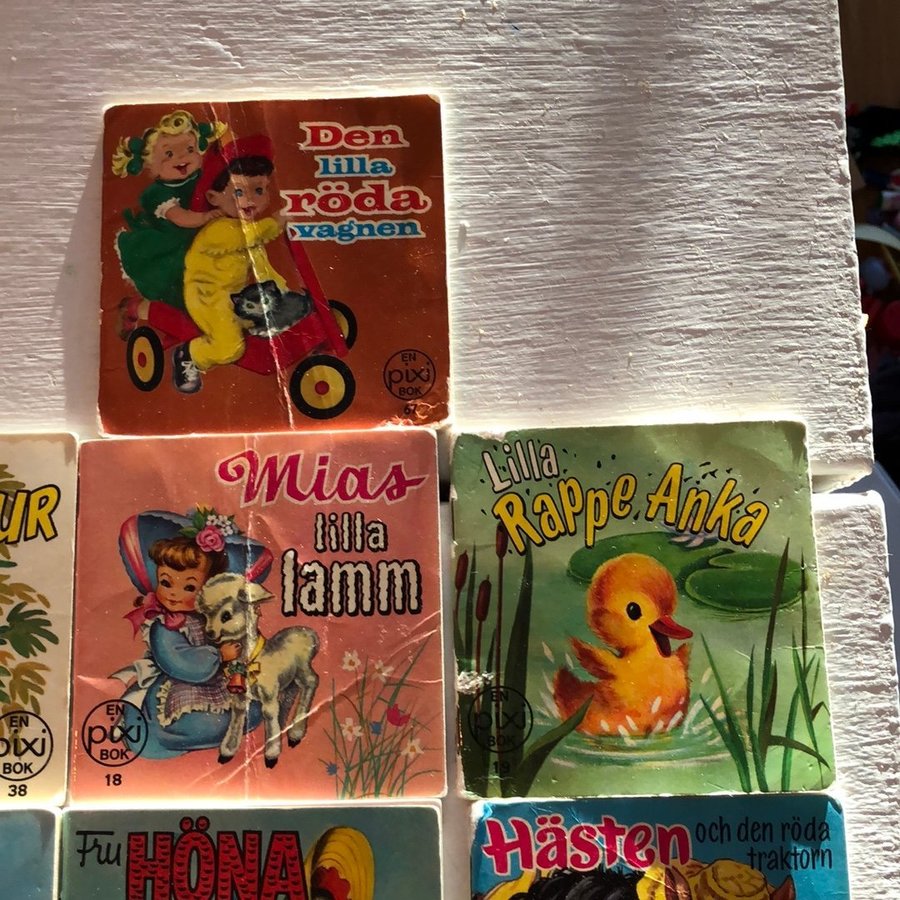 Den
lilla
röda
vagnen
EN
pixi
BOK
67
UR
EN
pixi
BOK
38
Mias
lilla
lamm
EN
pixi
BOK
18
Lilla
Rappe Anka
EN
pixi
BOK
19
Fru HÖNA
Hästen och den röda
traktorn